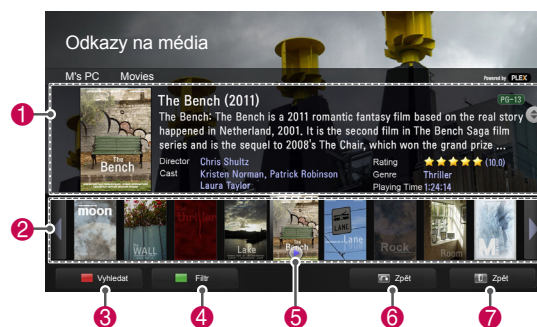 Odkazy na média
M's PC Movies
Powered by PLEX
The Bench (2011)
PG-13
The Bench: The Bench is a 2011 romantic fantasy film based on the real story
happened in Netherland, 2001. It is the second film in The Bench Saga film
series and is the sequel to 2008's The Chair, which won the grand prize ...
Director Chris Shultz
Cast Kristen Norman, Patrick Robinson
Laura Taylor
Rating (10,0)
Genre Thriller
Playing Time 1:24:14
The
Bench
moon
The
WALL
thriller
Lake
The
Bench
Lane
Rock
Room
M
Vyhledat
Filtr
Zpět
Zpět
1
2
3
4
5
6
7